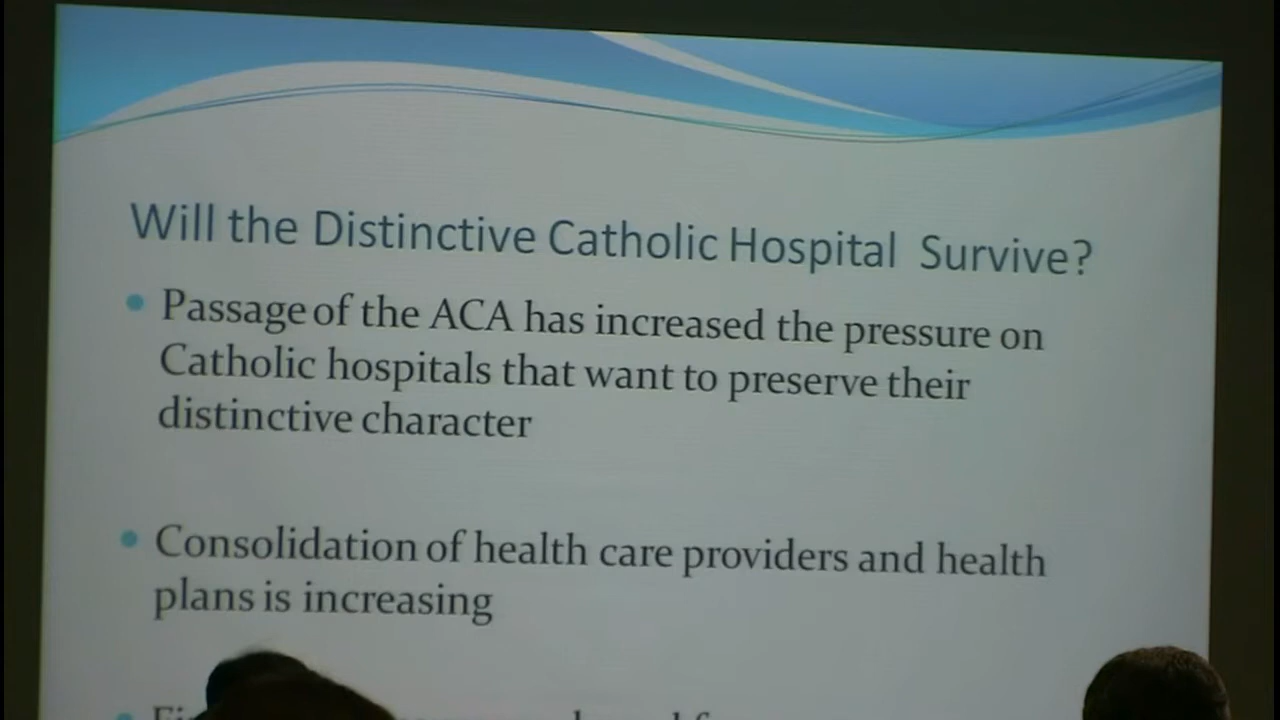 Will the Distinctive Catholic Hospital Survive?
Passage of the ACA has increased the pressure on
Catholic hospitals that want to preserve their
distinctive character
Consolidation of health care providers and health
plans is increasing